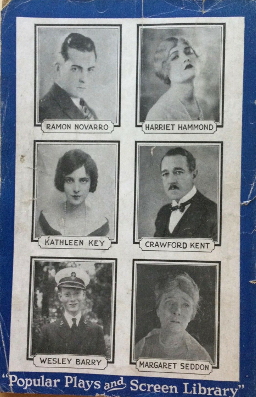 RAMON NOVARRO
HARRIET HAMMOND
KATHLEEN KEY
CRAWFORD KENT
WESLEY BARRY
MARGARET SEDDON
"Popular Plays and Screen Library"